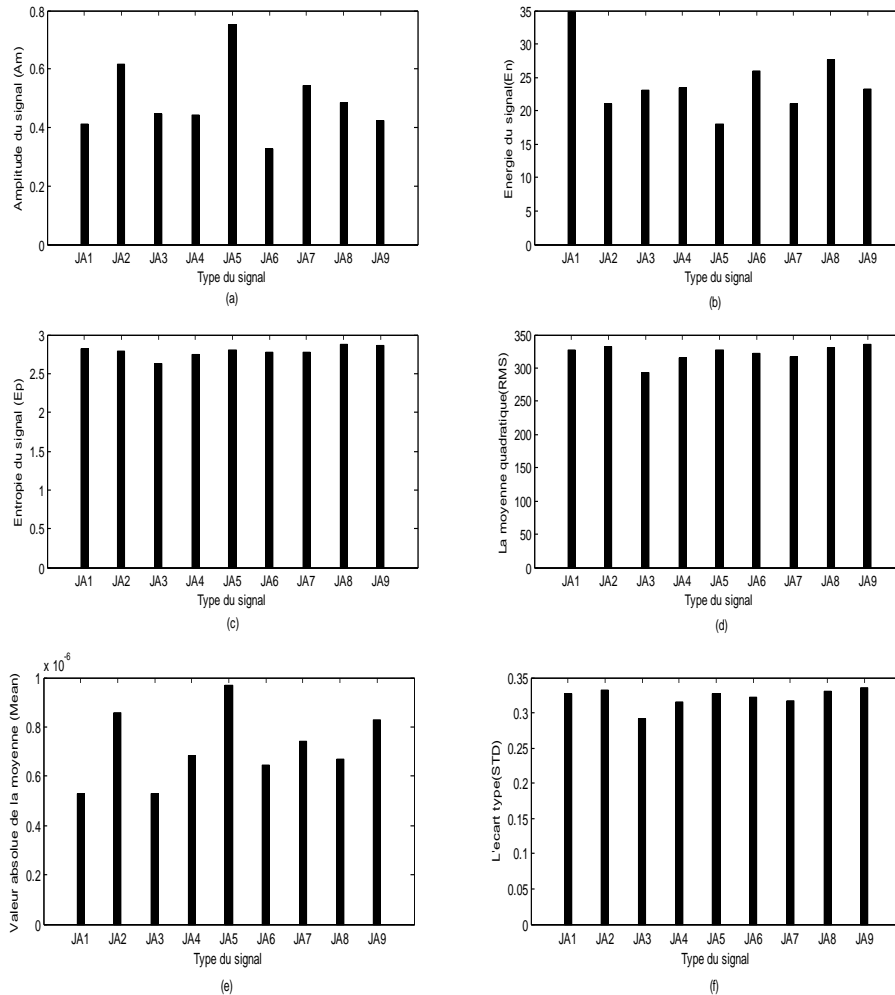 Amplitude du signal (Am)
0.8
0.6
0.4
0.2
0
JA1 JA2 JA3 JA4 JA5 JA6 JA7 JA8 JA9
Type du signal
(a)
Energie du signal(En)
35
30
25
20
15
10
5
0
JA1 JA2 JA3 JA4 JA5 JA6 JA7 JA8 JA9
Type du signal
(b)
Entropie du signal (Ep)
3
2.5
2
1.5
1
0.5
0
JA1 JA2 JA3 JA4 JA5 JA6 JA7 JA8 JA9
Type du signal
(c)
La moyenne quadratique(RMS)
350
300
250
200
150
100
50
0
JA1 JA2 JA3 JA4 JA5 JA6 JA7 JA8 JA9
Type du signal
(d)
Valeur absolue de la moyenne (Mean)
x 10^-6
1
0.8
0.6
0.4
0.2
0
JA1 JA2 JA3 JA4 JA5 JA6 JA7 JA8 JA9
Type du signal
(e)
L'ecart type(STD)
0.35
0.3
0.25
0.2
0.15
0.1
0.05
0
JA1 JA2 JA3 JA4 JA5 JA6 JA7 JA8 JA9
Type du signal
(f)